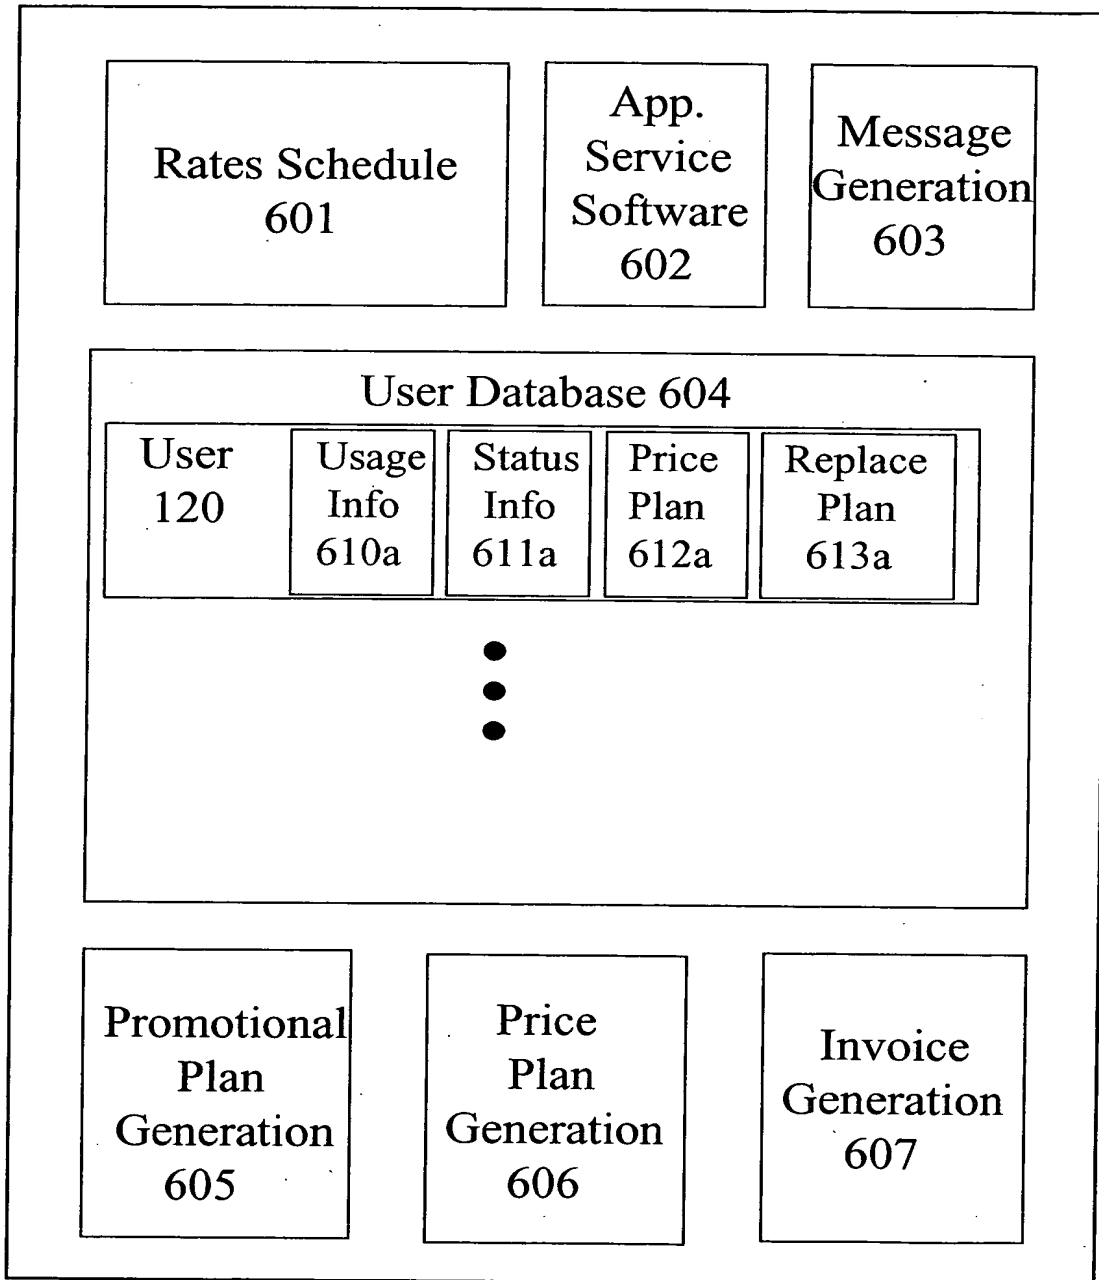 Rates Schedule
601
App.
Service
Software
602
Message
Generation
603
User Database 604
User
120
Usage
Info
610a
Status
Info
611a
Price
Plan
612a
Replace
Plan
613a
Promotional
Plan
Generation
605
Price
Plan
Generation
606
Invoice
Generation
607